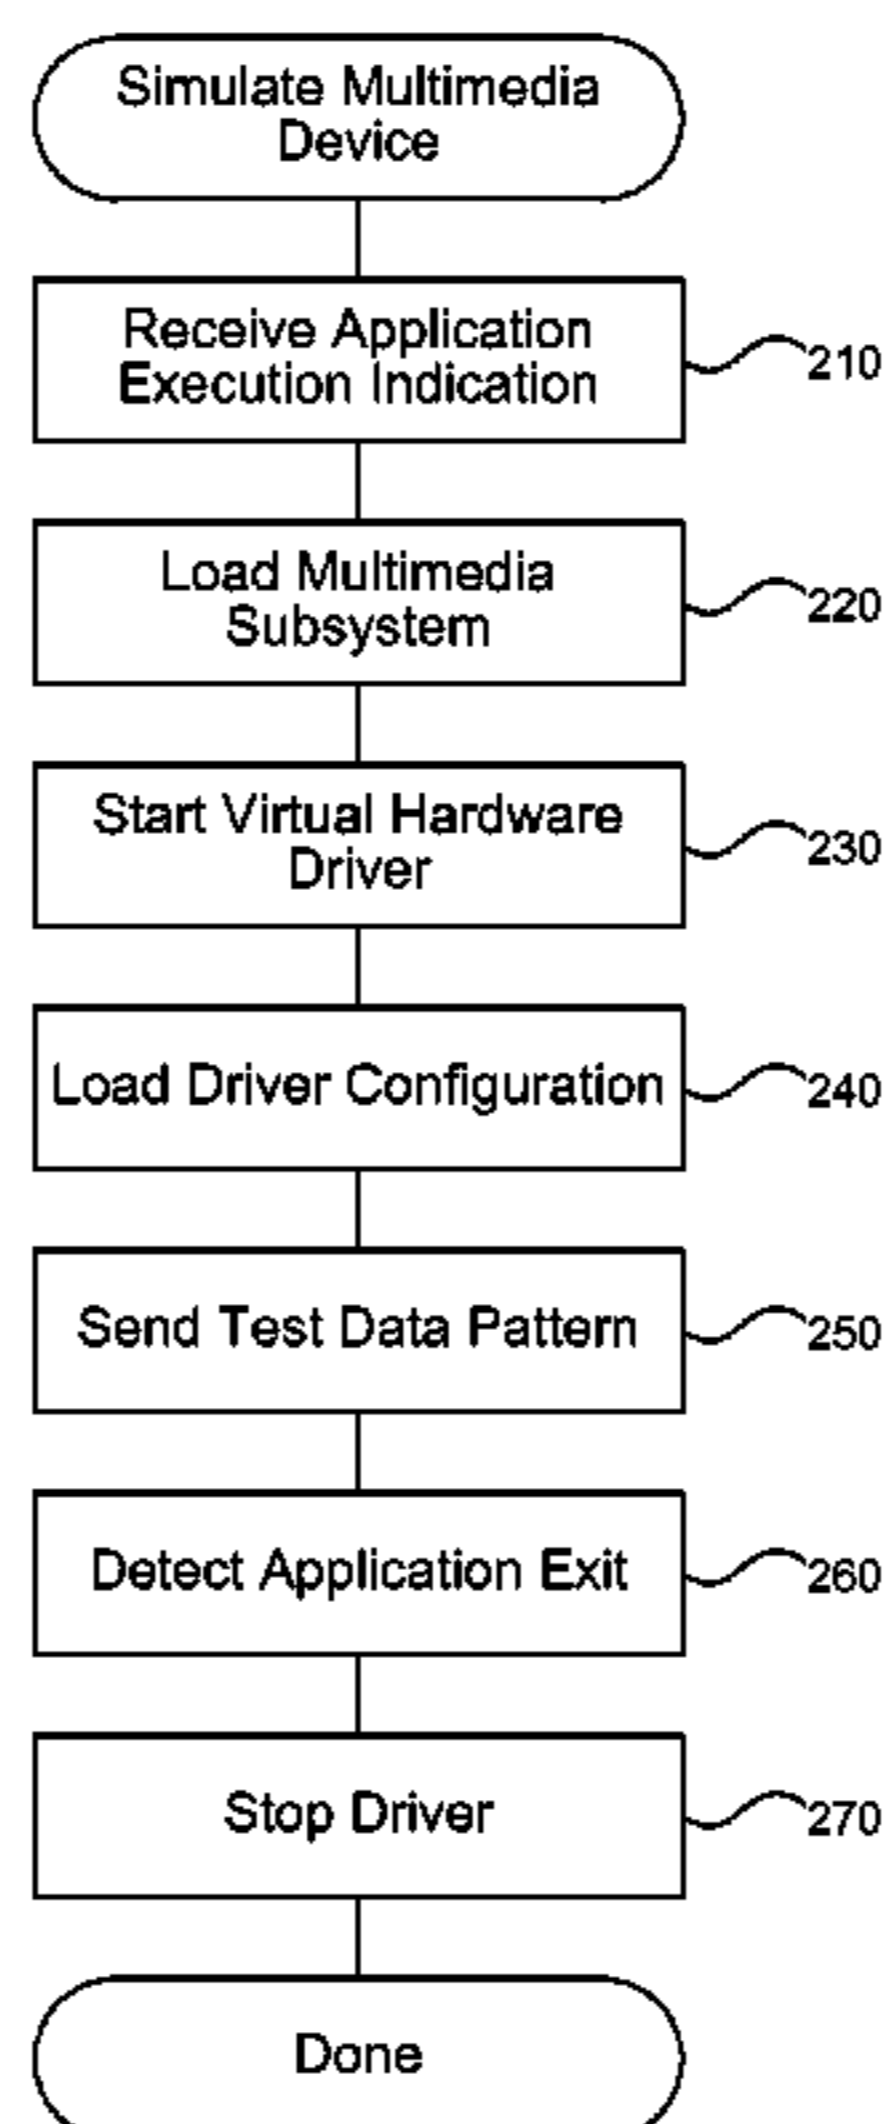 Simulate Multimedia
Device
Receive Application
Execution Indication
210
Load Multimedia
Subsystem
220
Start Virtual Hardware
Driver
230
Load Driver Configuration
240
Send Test Data Pattern
250
Detect Application Exit
260
Stop Driver
270
Done